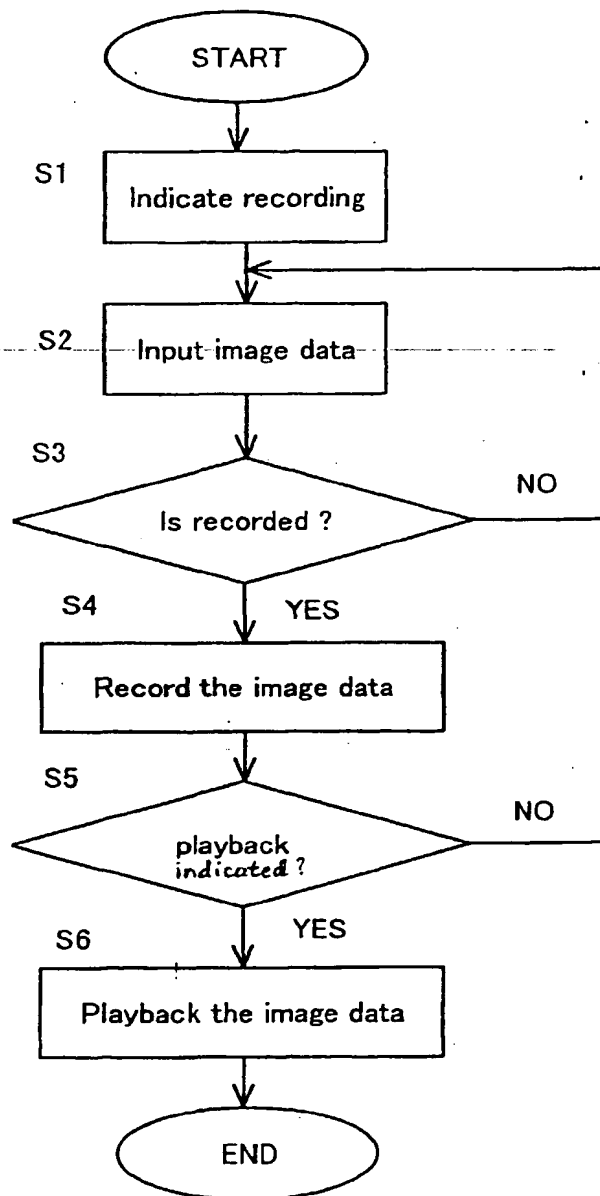 START
S1
Indicate recording
S2
Input image data
S3
Is recorded ?
NO
S4
YES
Record the image data
S5
playback
indicated ?
NO
S6
YES
Playback the image data
END